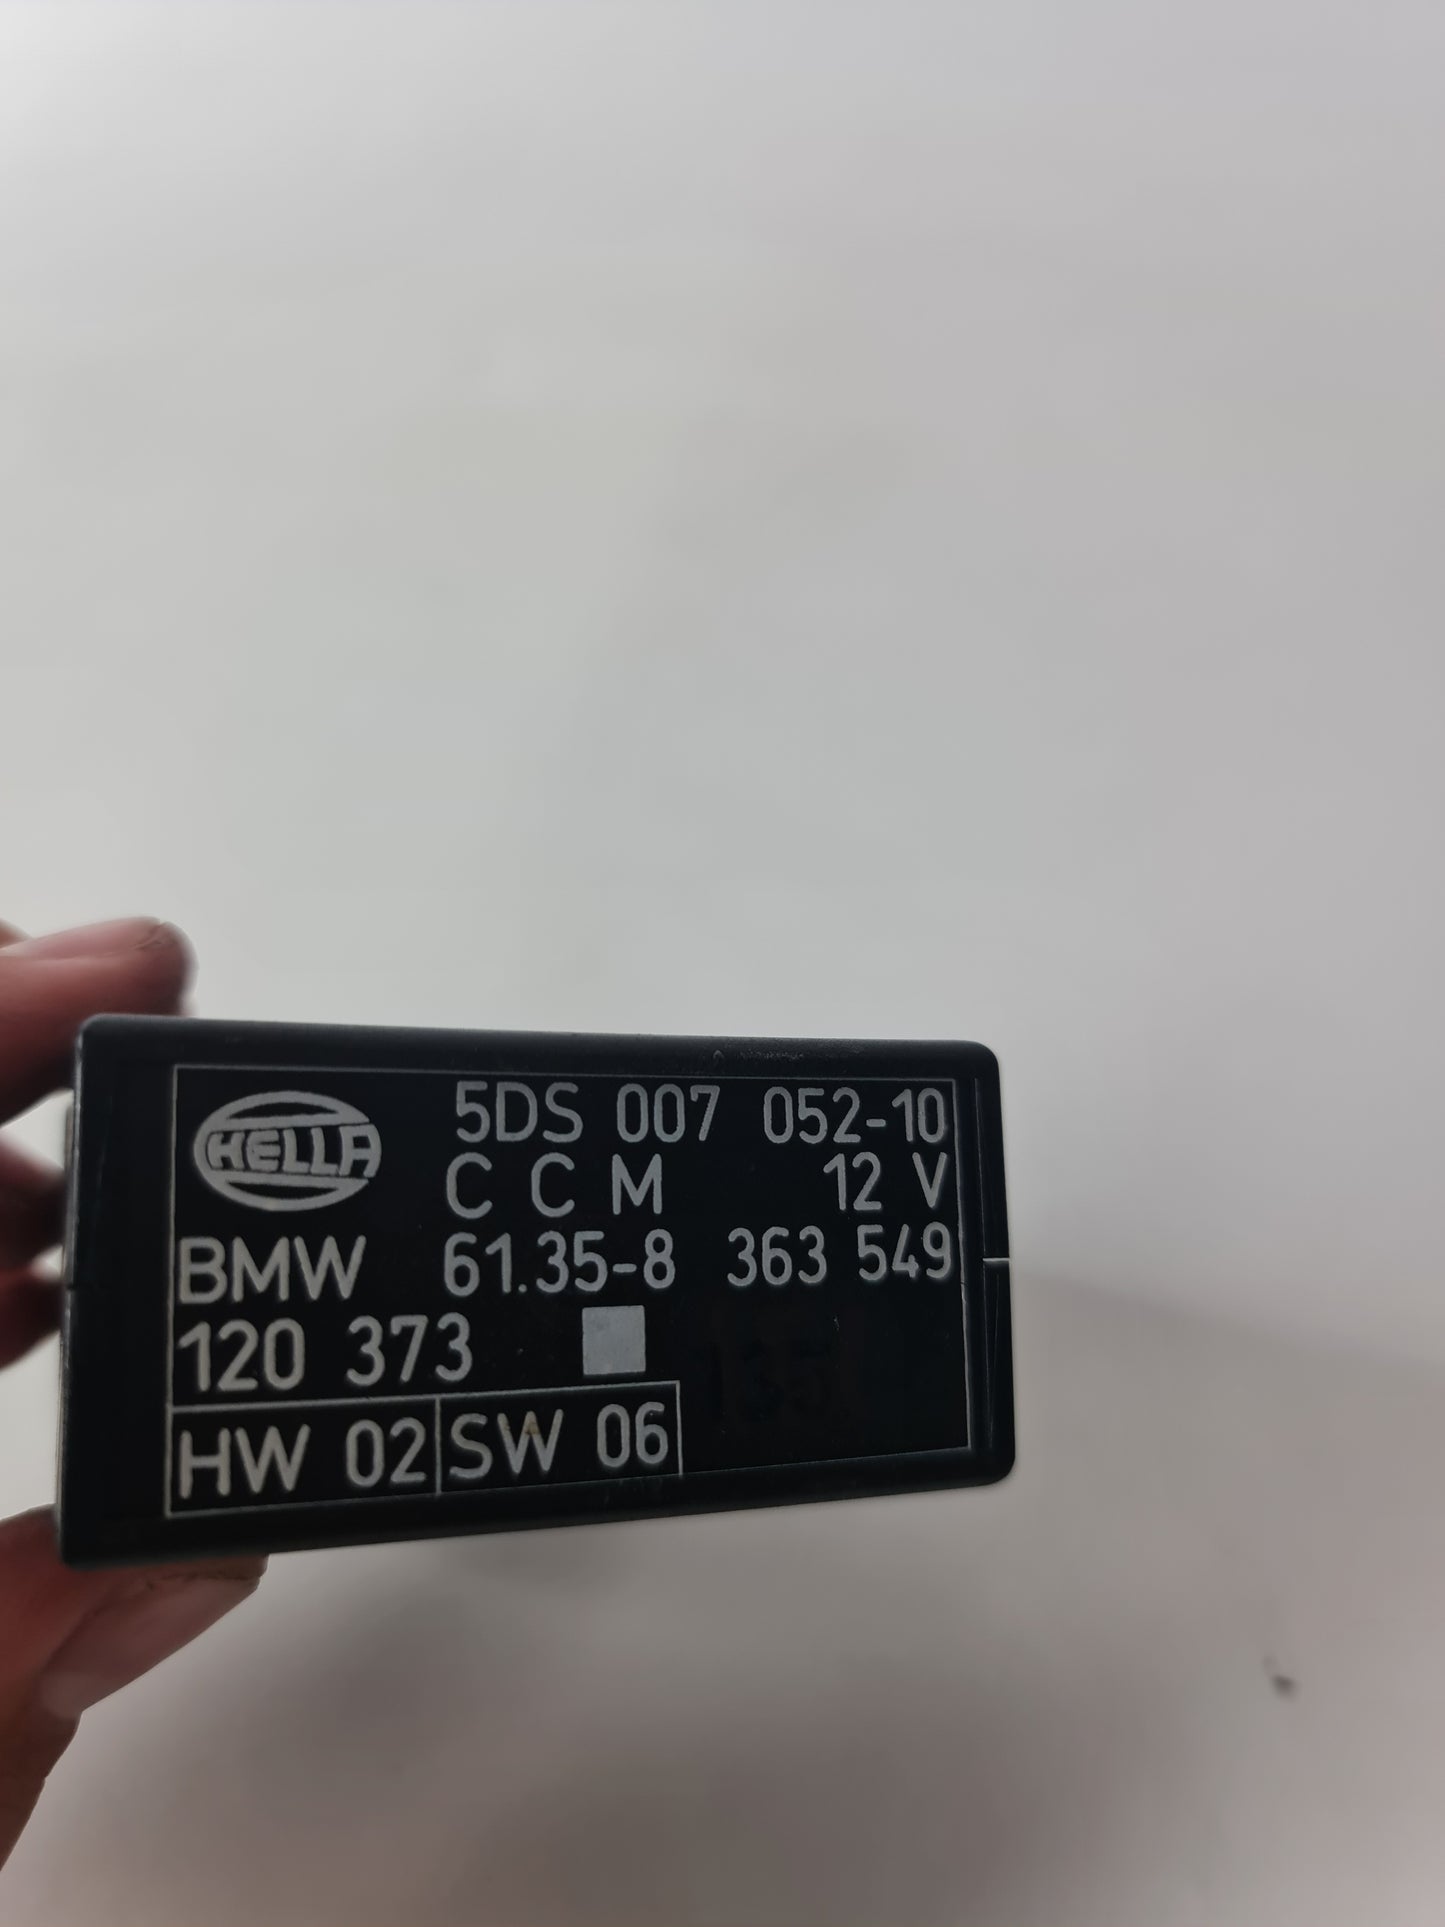 HELLA 5DS 007 052-10
C C M 12 V
BMW 61.35-8 363 549
120 373
HW 02 SW 06